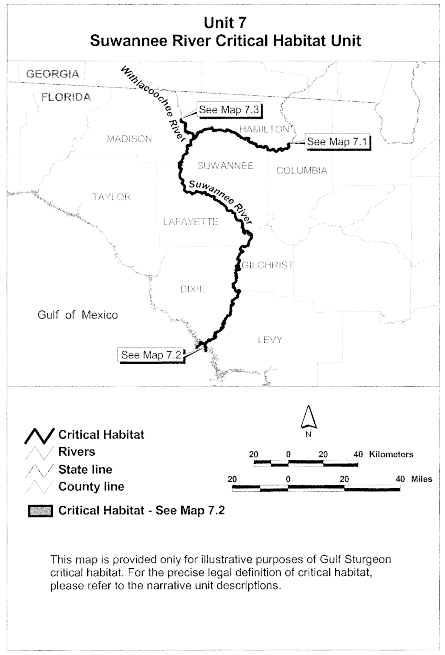 Unit 7
Suwannee River Critical Habitat Unit
GEORGIA
FLORIDA
Withlacoochee River
See Map 7.3
HAMILTON
See Map 7.1
MADISON
SUWANNEE
COLUMBIA
TAYLOR
Suwannee River
LAFAYETTE
GILCHRIST
DIXIE
Gulf of Mexico
LEVY
See Map 7.2
N
Critical Habitat
Rivers
State line
County line
Critical Habitat - See Map 7.2
20 0 20 40 Kilometers
20 0 20 40 Miles
This map is provided only for illustrative purposes of Gulf Sturgeon
critical habitat. For the precise legal definition of critical habitat,
please refer to the narrative unit descriptions.